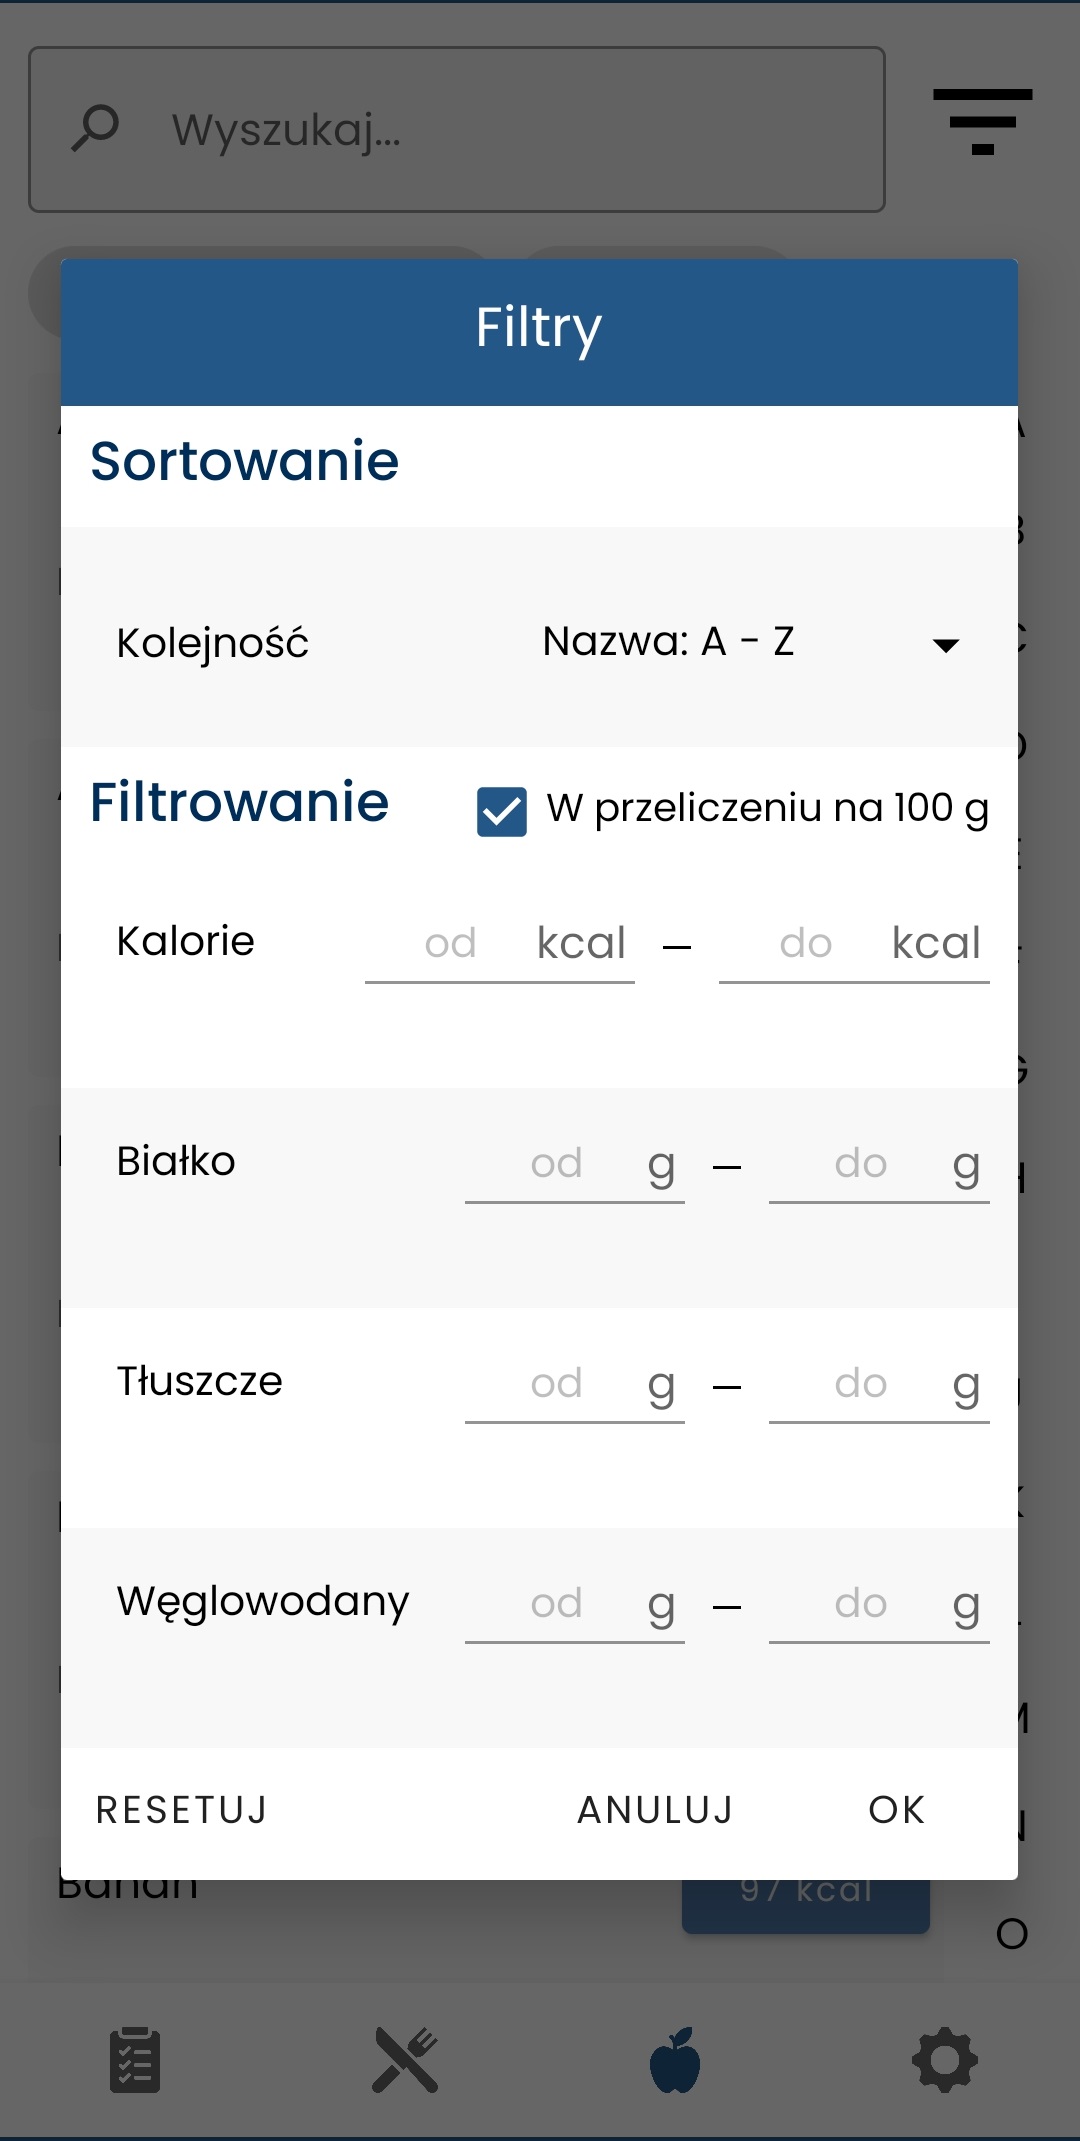 Wyszukaj...
Filtry
Sortowanie
Kolejność Nazwa: A - Z
Filtrowanie W przeliczeniu na 100 g
Kalorie od kcal – do kcal
Białko od g – do g
Tłuszcze od g – do g
Węglowodany od g – do g
RESETUJ ANULUJ OK
Banan 97 kcal
O